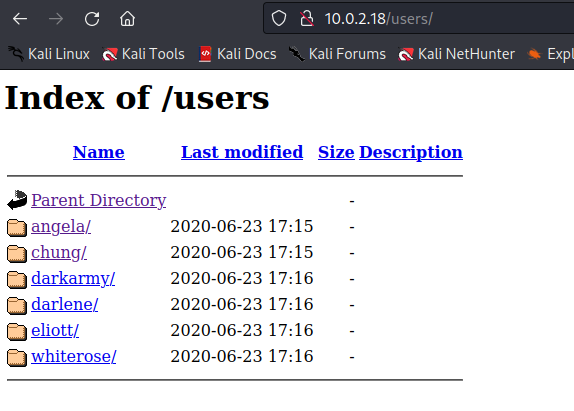 10.0.2.18/users/
Kali Linux Kali Tools Kali Docs Kali Forums Kali NetHunter Expl
Index of /users
Name Last modified Size Description
Parent Directory -
angela/ 2020-06-23 17:15 -
chung/ 2020-06-23 17:15 -
darkarmy/ 2020-06-23 17:16 -
darlene/ 2020-06-23 17:16 -
eliott/ 2020-06-23 17:16 -
whiterose/ 2020-06-23 17:16 -